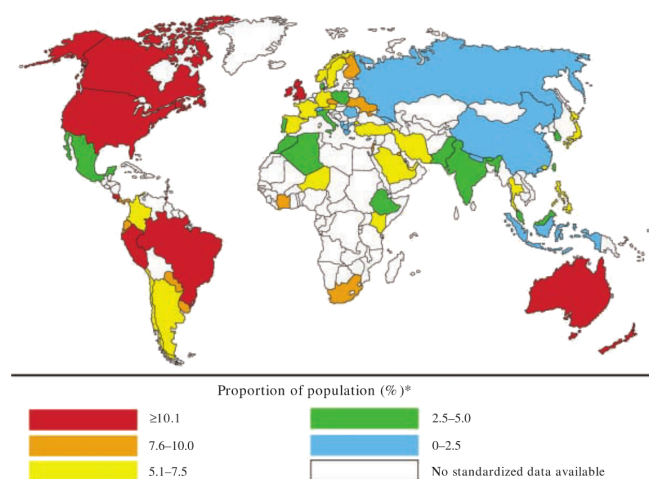 Proportion of population (%)*
≥10.1
2.5–5.0
7.6–10.0
0–2.5
5.1–7.5
No standardized data available